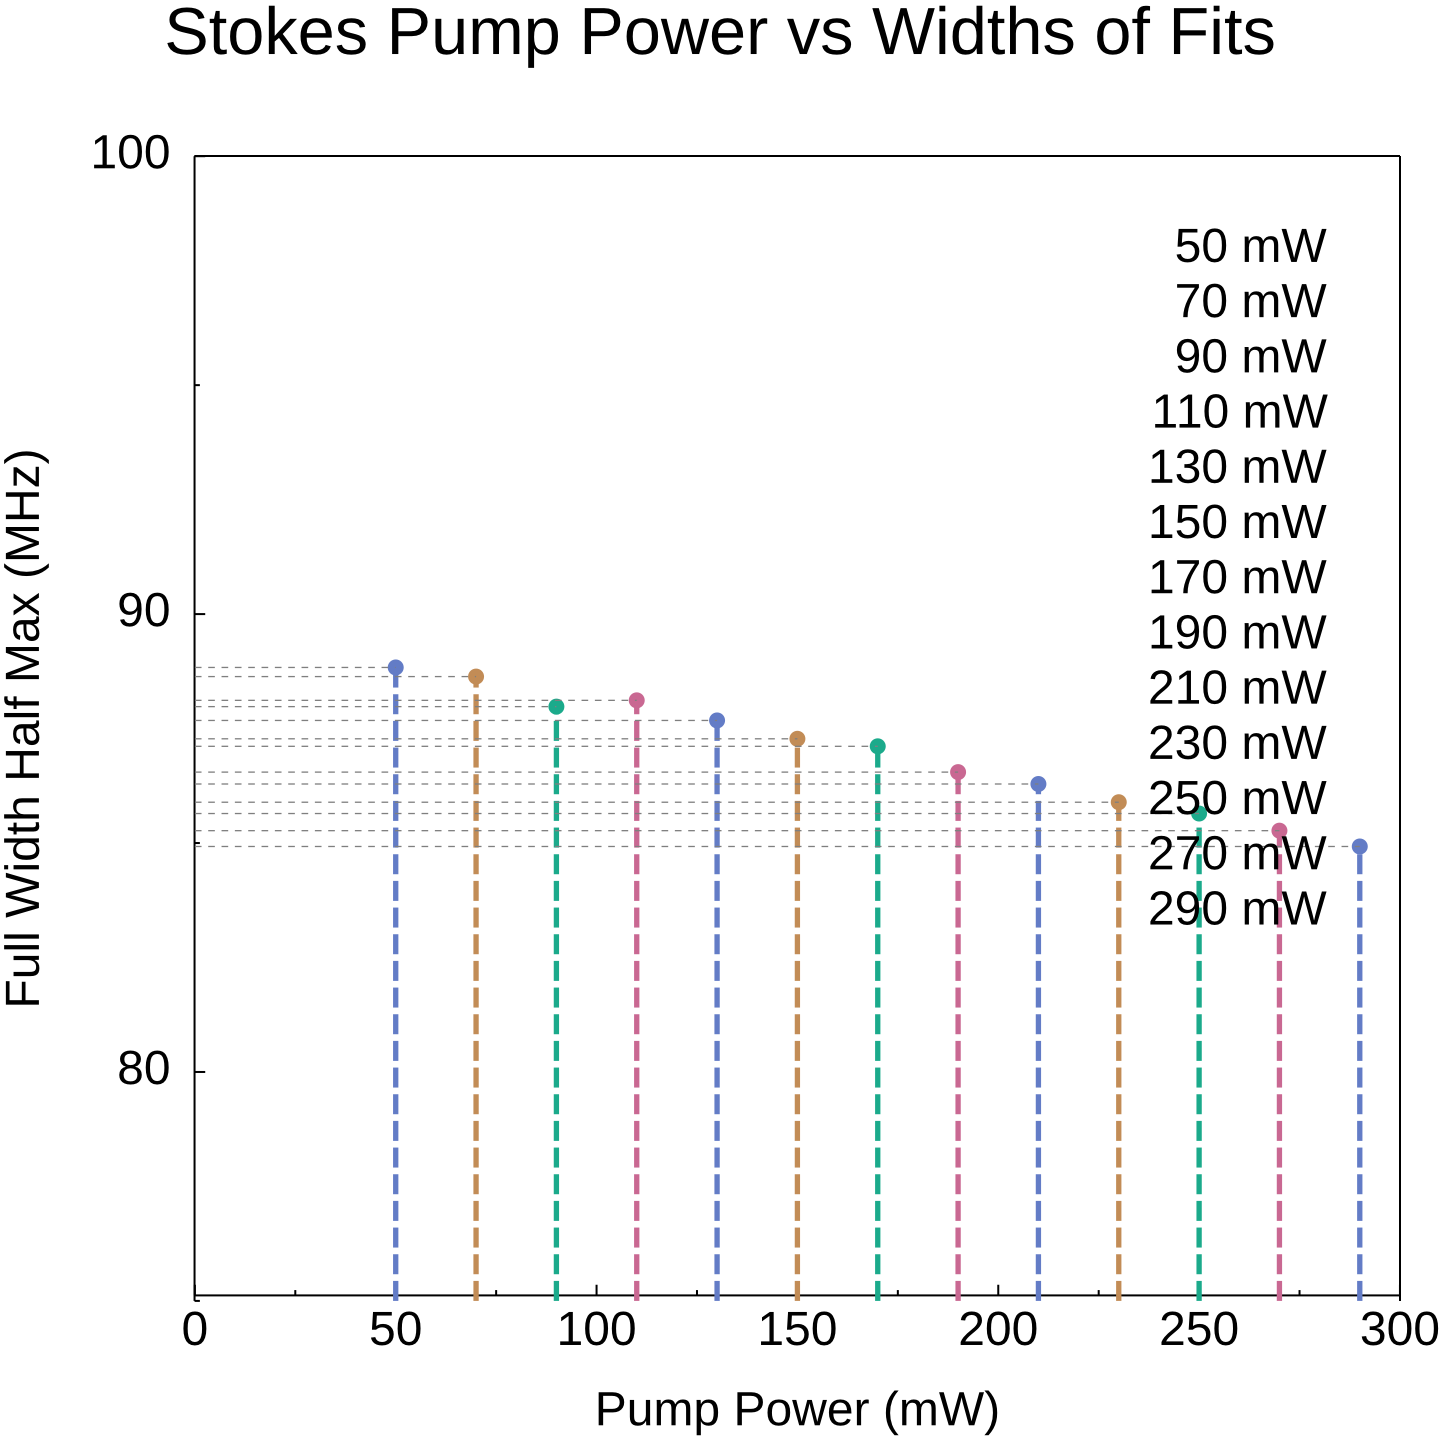 Stokes Pump Power vs Widths of Fits
100
90
80
Full Width Half Max (MHz)
50 mW
70 mW
90 mW
110 mW
130 mW
150 mW
170 mW
190 mW
210 mW
230 mW
250 mW
270 mW
290 mW
0 50 100 150 200 250 300
Pump Power (mW)